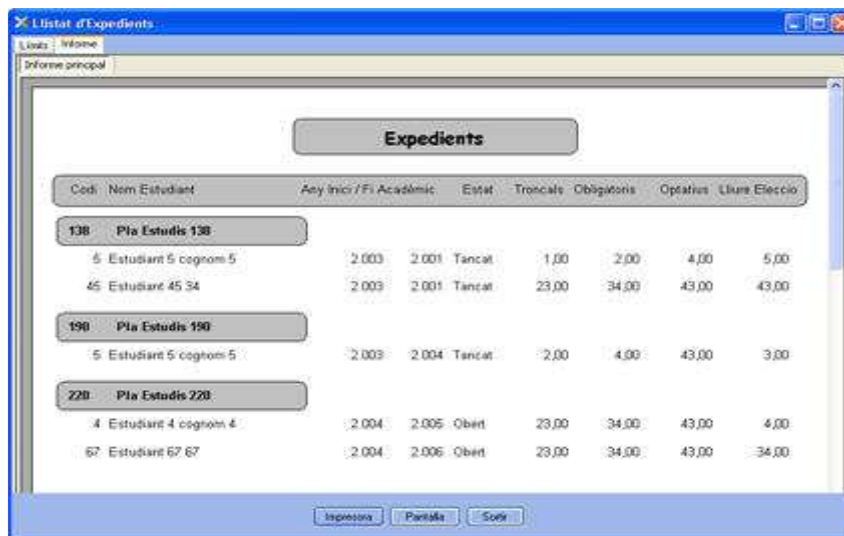 Llistat d'Expedients
Limits Informe
Informe principal
Expedients
Codi Nom Estudiant Any Inici / Fi Acadèmic Estat Troncals Obligatoris Optatius Lliure Eleccio
138 Pla Estudis 138
5 Estudiant 5 cognom 5 2.003 2.001 Tancat 1,00 2,00 4,00 5,00
45 Estudiant 45 34 2.003 2.001 Tancat 23,00 34,00 43,00 43,00
190 Pla Estudis 190
5 Estudiant 5 cognom 5 2.003 2.004 Tancat 2,00 4,00 43,00 3,00
220 Pla Estudis 220
4 Estudiant 4 cognom 4 2.004 2.005 Obert 23,00 34,00 43,00 4,00
67 Estudiant 67 67 2.004 2.006 Obert 23,00 34,00 43,00 34,00
Impresora Pantalla Sortir